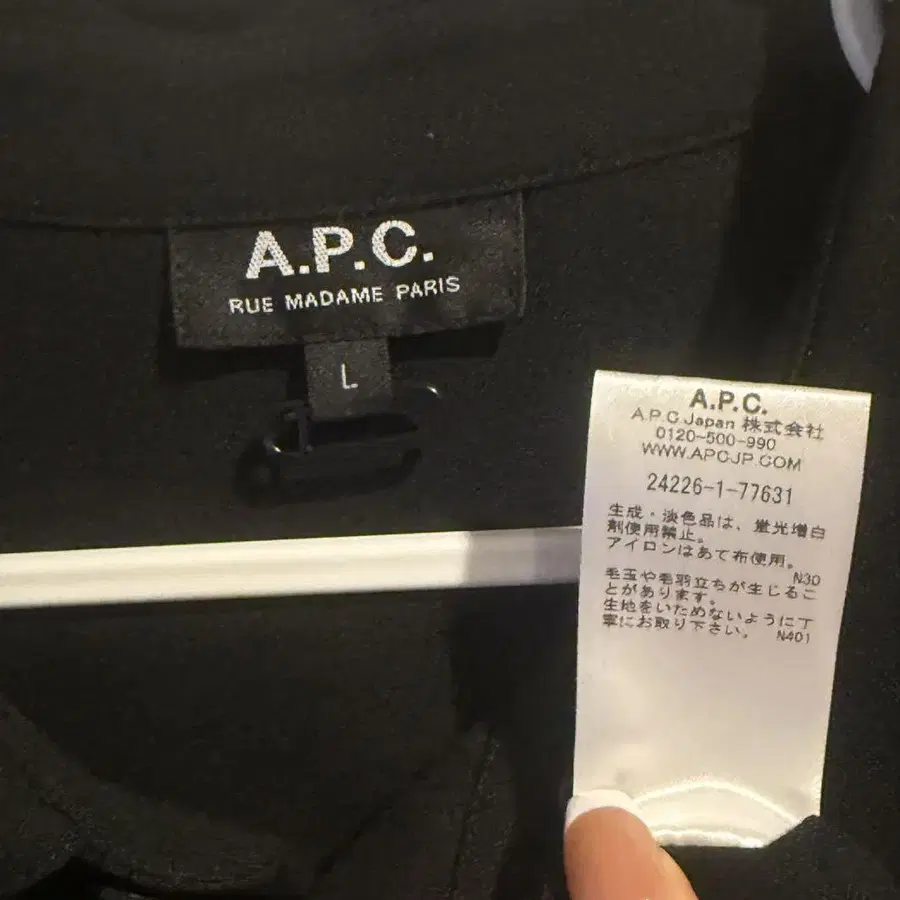 A.P.C.
RUE MADAME PARIS
L
A.P.C.
A.P.C.Japan 株式会社
0120-500-990
WWW.APCJP.COM
24226-1-77631
生成・淡色品は、蛍光増白
剤使用禁止。
アイロンはあて布使用。
N30
毛玉や毛羽立ちが生じるこ
とがあります。
生地をいためないように丁
寧にお取り下さい。 N401